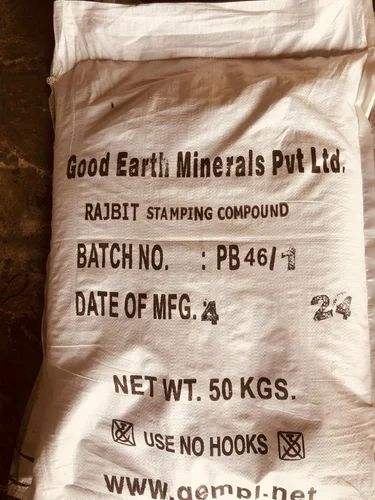 Good Earth Minerals Pvt Ltd.
RAJBIT STAMPING COMPOUND
BATCH NO. : PB 46/1
DATE OF MFG. 4 24
NET WT. 50 KGS.
USE NO HOOKS
www.gempl.net